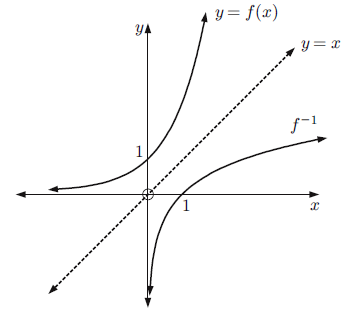 y = f(x)
y
y = x
f⁻¹
1
1
x